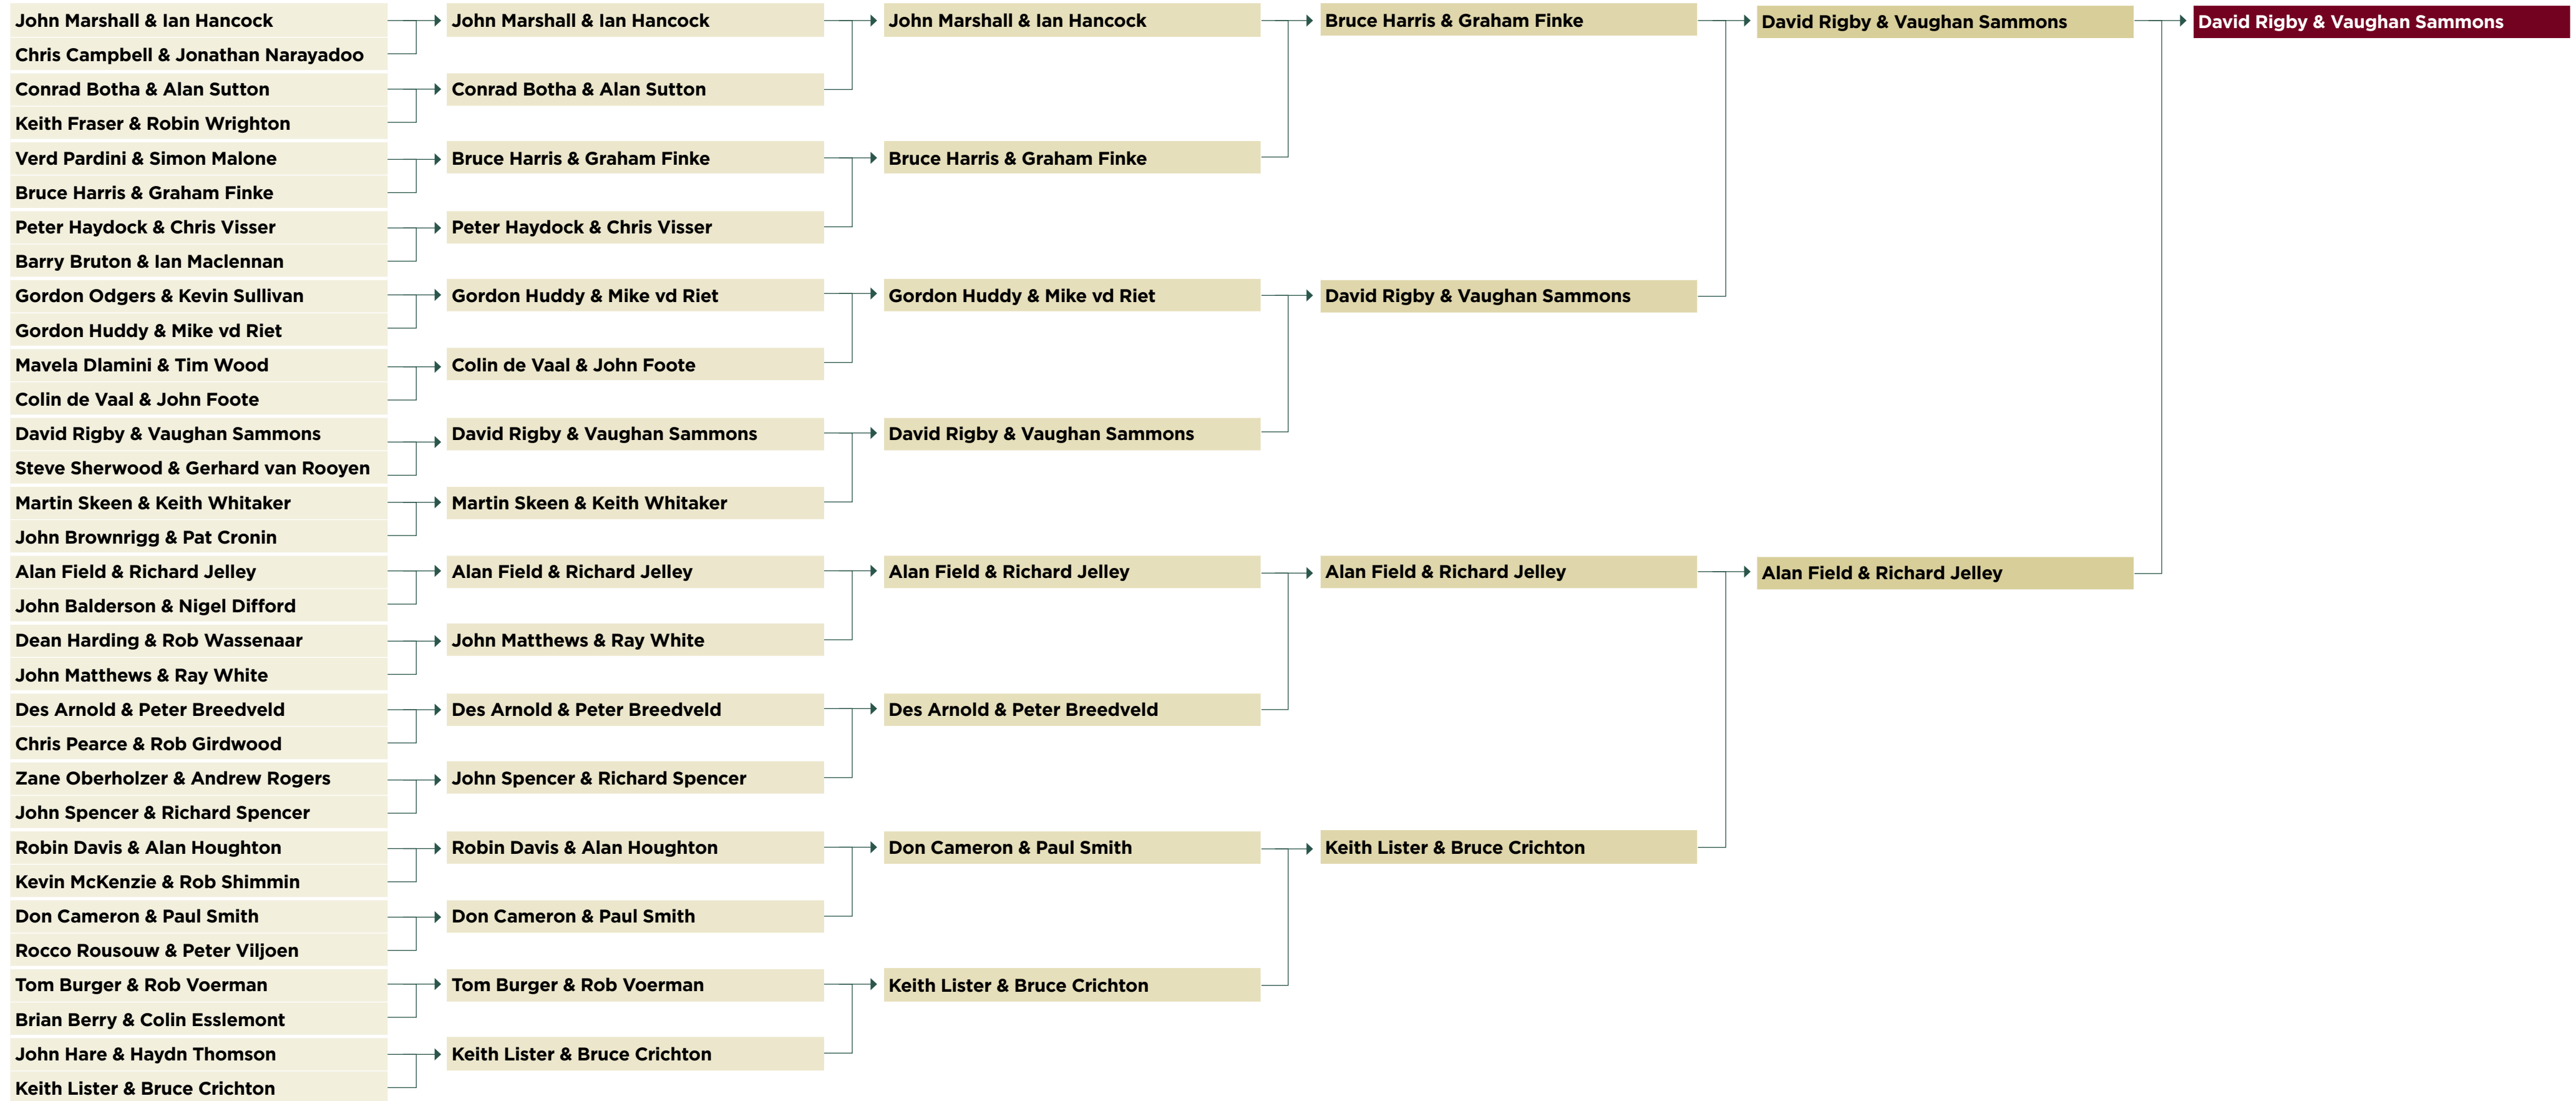 John Marshall & Ian Hancock
Chris Campbell & Jonathan Narayadoo
Conrad Botha & Alan Sutton
Keith Fraser & Robin Wrighton
Verd Pardini & Simon Malone
Bruce Harris & Graham Finke
Peter Haydock & Chris Visser
Barry Bruton & Ian Maclennan
Gordon Odgers & Kevin Sullivan
Gordon Huddy & Mike vd Riet
Mavela Dlamini & Tim Wood
Colin de Vaal & John Foote
David Rigby & Vaughan Sammons
Steve Sherwood & Gerhard van Rooyen
Martin Skeen & Keith Whitaker
John Brownrigg & Pat Cronin
Alan Field & Richard Jelley
John Balderson & Nigel Difford
Dean Harding & Rob Wassenaar
John Matthews & Ray White
Des Arnold & Peter Breedveld
Chris Pearce & Rob Girdwood
Zane Oberholzer & Andrew Rogers
John Spencer & Richard Spencer
Robin Davis & Alan Houghton
Kevin McKenzie & Rob Shimmin
Don Cameron & Paul Smith
Rocco Rousouw & Peter Viljoen
Tom Burger & Rob Voerman
Brian Berry & Colin Esslemont
John Hare & Haydn Thomson
Keith Lister & Bruce Crichton
John Marshall & Ian Hancock
Conrad Botha & Alan Sutton
Bruce Harris & Graham Finke
Peter Haydock & Chris Visser
Gordon Huddy & Mike vd Riet
Colin de Vaal & John Foote
David Rigby & Vaughan Sammons
Martin Skeen & Keith Whitaker
Alan Field & Richard Jelley
John Matthews & Ray White
Des Arnold & Peter Breedveld
John Spencer & Richard Spencer
Robin Davis & Alan Houghton
Don Cameron & Paul Smith
Tom Burger & Rob Voerman
Keith Lister & Bruce Crichton
John Marshall & Ian Hancock
Bruce Harris & Graham Finke
Gordon Huddy & Mike vd Riet
David Rigby & Vaughan Sammons
Alan Field & Richard Jelley
Des Arnold & Peter Breedveld
Don Cameron & Paul Smith
Keith Lister & Bruce Crichton
Bruce Harris & Graham Finke
David Rigby & Vaughan Sammons
Alan Field & Richard Jelley
Keith Lister & Bruce Crichton
David Rigby & Vaughan Sammons
Alan Field & Richard Jelley
David Rigby & Vaughan Sammons